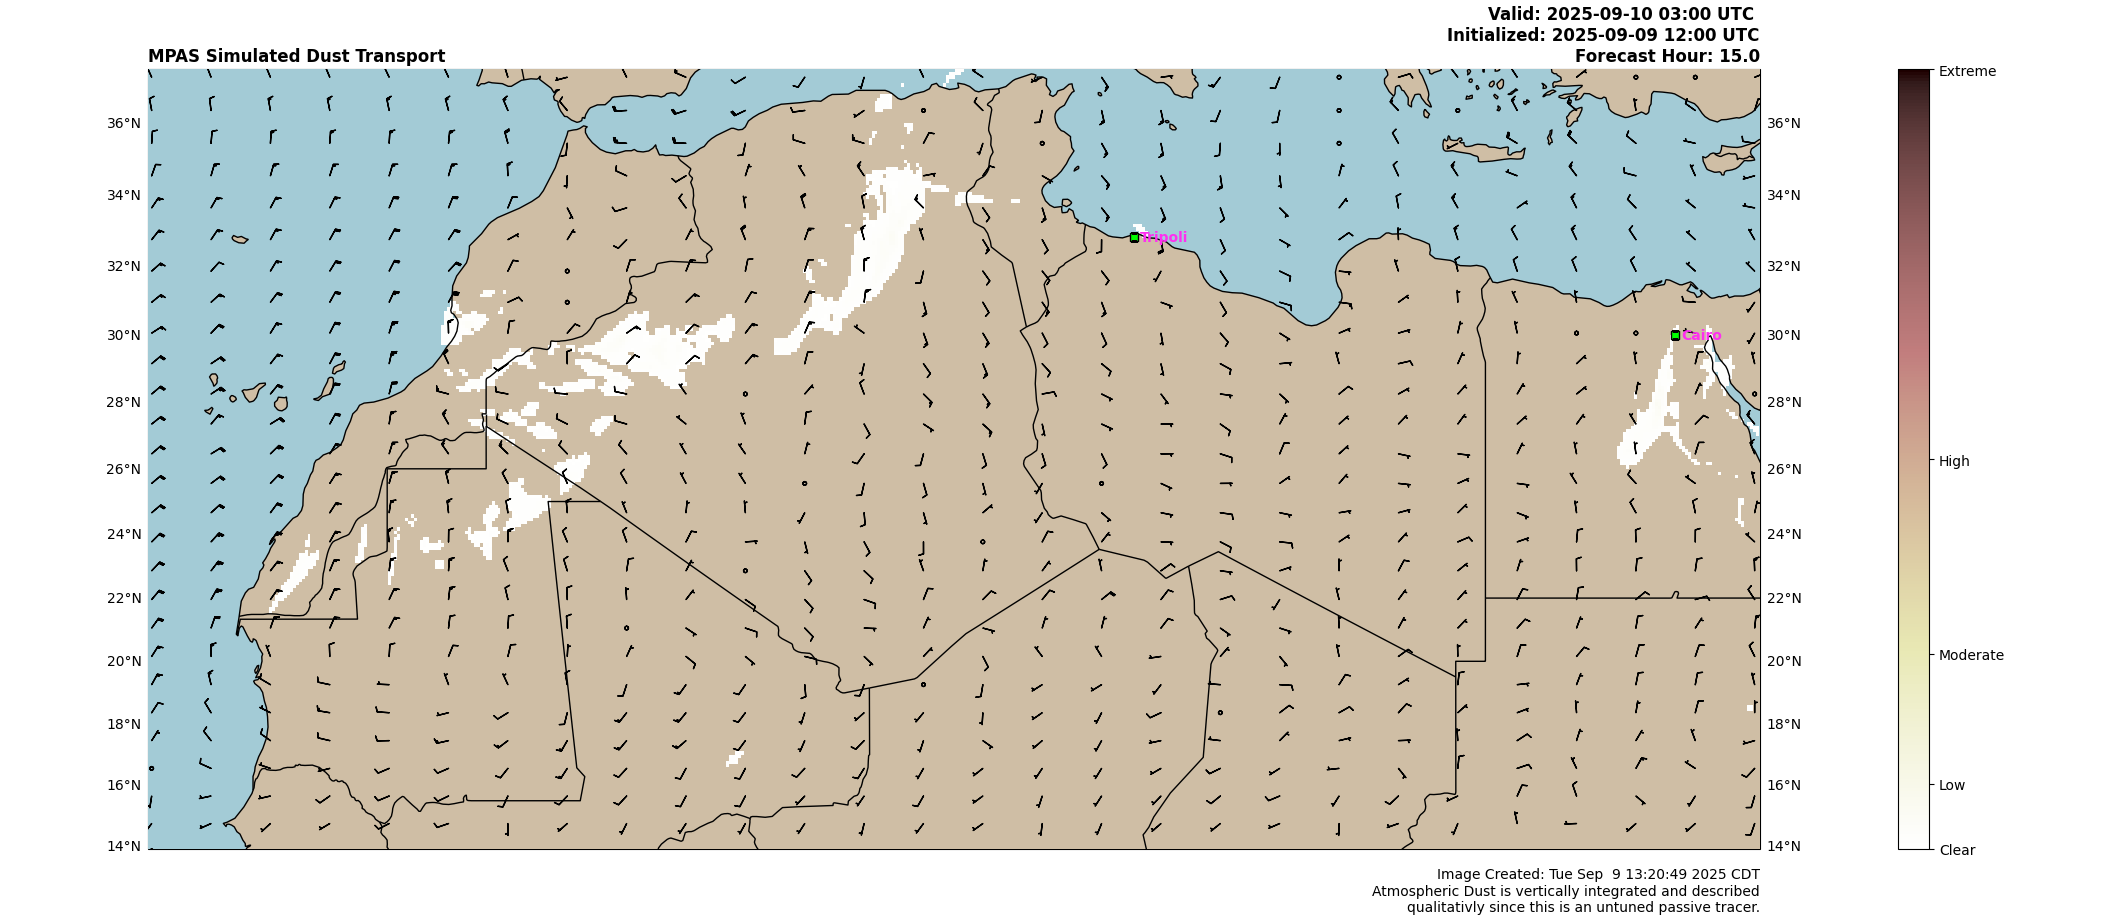 Valid: 2025-09-10 03:00 UTC
Initialized: 2025-09-09 12:00 UTC
MPAS Simulated Dust Transport
Forecast Hour: 15.0
Extreme
36°N
36°N
34°N
34°N
Tripoli
32°N
32°N
30°N
Cairo
30°N
28°N
28°N
26°N
26°N
High
24°N
24°N
22°N
22°N
20°N
20°N
Moderate
18°N
18°N
16°N
16°N
Low
14°N
14°N
Clear
Image Created: Tue Sep  9 13:20:49 2025 CDT
Atmospheric Dust is vertically integrated and described
qualitativly since this is an untuned passive tracer.